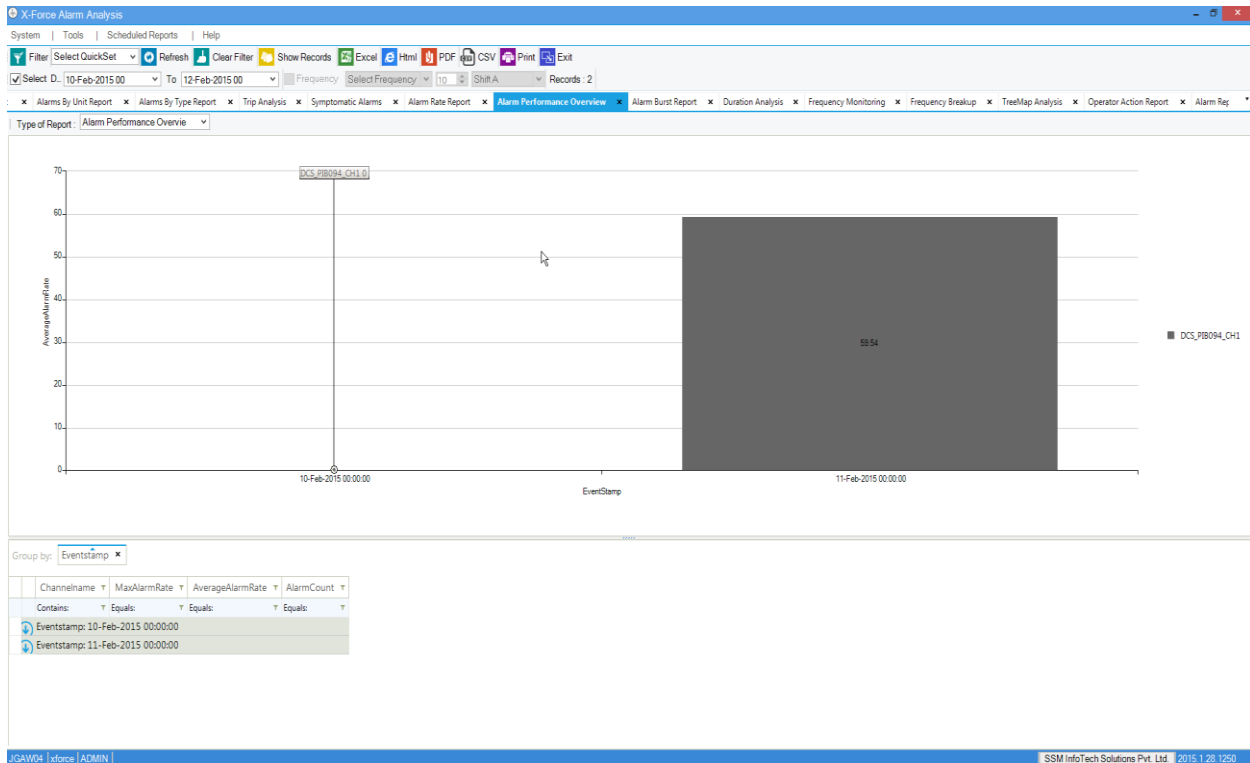 X-Force Alarm Analysis
System | Tools | Scheduled Reports | Help
Filter Select QuickSet Refresh Clear Filter Show Records Excel Html PDF CSV Print Exit
Select D.. 10-Feb-2015 00 To 12-Feb-2015 00 Frequency Select Frequency 10 Shift A Records : 2
Alarms By Unit Report Alarms By Type Report Trip Analysis Symptomatic Alarms Alarm Rate Report Alarm Performance Overview Alarm Burst Report Duration Analysis Frequency Monitoring Frequency Breakup TreeMap Analysis Operator Action Report Alarm Rep
Type of Report : Alarm Performance Overvie
70
DCS_PIB094_CH1 0
60
50
40
30
20
10
0
AverageAlarmRate
59.54
DCS_PIB094_CH1
10-Feb-2015 00:00:00 11-Feb-2015 00:00:00
EventStamp
Group by: Eventstamp
Channelname MaxAlarmRate AverageAlarmRate AlarmCount
Contains: Equals: Equals: Equals:
Eventstamp: 10-Feb-2015 00:00:00
Eventstamp: 11-Feb-2015 00:00:00
JGAW04 | xforce | ADMIN | SSM InfoTech Solutions Pvt. Ltd. 2015.1.28.1250